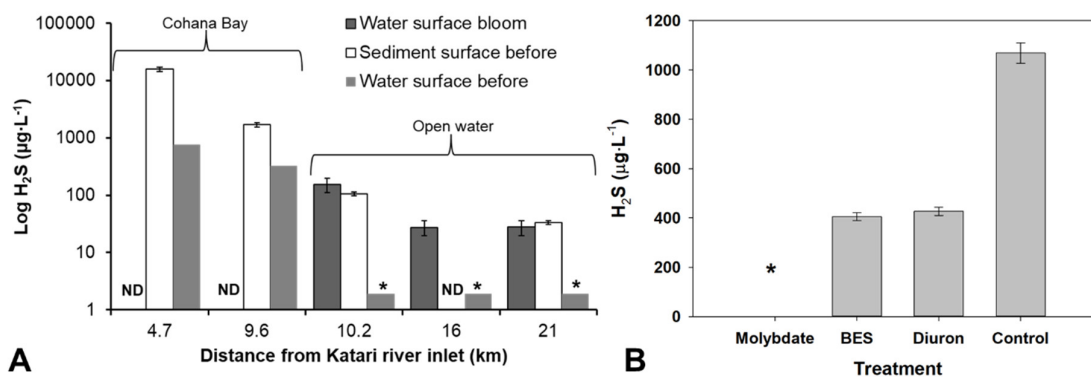 Cohana Bay
Water surface bloom
Sediment surface before
Water surface before
Open water
Log H₂S (µg·L⁻¹)
100000
10000
1000
100
10
1
ND
ND
*
ND
*
*
4.7 9.6 10.2 16 21
Distance from Katari river inlet (km)
A
H₂S (µg·L⁻¹)
1200
1000
800
600
400
200
0
*
Molybdate BES Diuron Control
Treatment
B